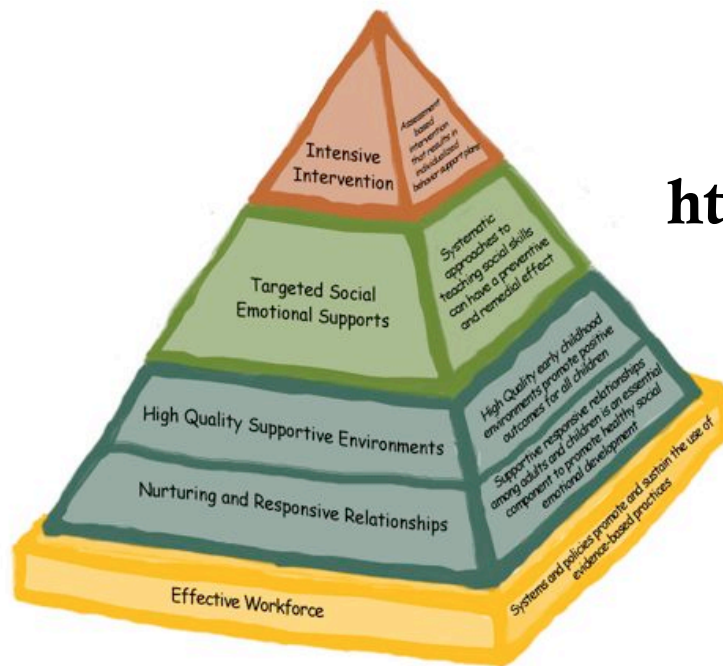 Intensive
Intervention
Assessment
based
intervention
that results in
individualized
behavior support plans
ht
Targeted Social
Emotional Supports
Systematic
approaches to
teaching social skills
can have a preventive
and remedial effect
High Quality Supportive Environments
High Quality early childhood
environments promote positive
outcomes for all children
Nurturing and Responsive Relationships
Supportive responsive relationships
among adults and children is an essential
component to promote healthy social
emotional development
Effective Workforce
Systems and policies promote and sustain the use of
evidence-based practices